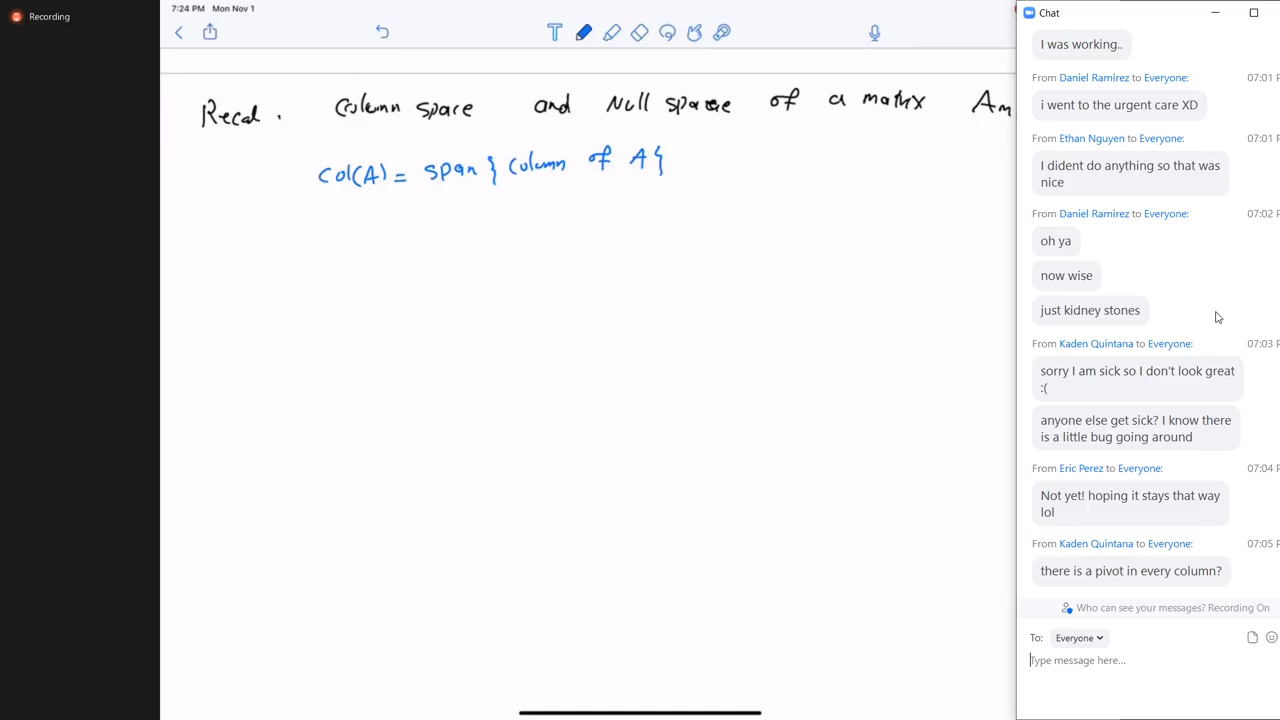 Recording
7:24 PM Mon Nov 1
Recal. Column space and Null space of a matrix Am
Col(A) = span { column of A }
Chat
I was working..
From Daniel Ramirez to Everyone: 07:01 P
i went to the urgent care XD
From Ethan Nguyen to Everyone: 07:01 P
I dident do anything so that was
nice
From Daniel Ramirez to Everyone: 07:02 P
oh ya
now wise
just kidney stones
From Kaden Quintana to Everyone: 07:03 P
sorry I am sick so I don't look great
:(
anyone else get sick? I know there
is a little bug going around
From Eric Perez to Everyone: 07:04 P
Not yet! hoping it stays that way
lol
From Kaden Quintana to Everyone: 07:05 P
there is a pivot in every column?
Who can see your messages? Recording On
To: Everyone
Type message here...